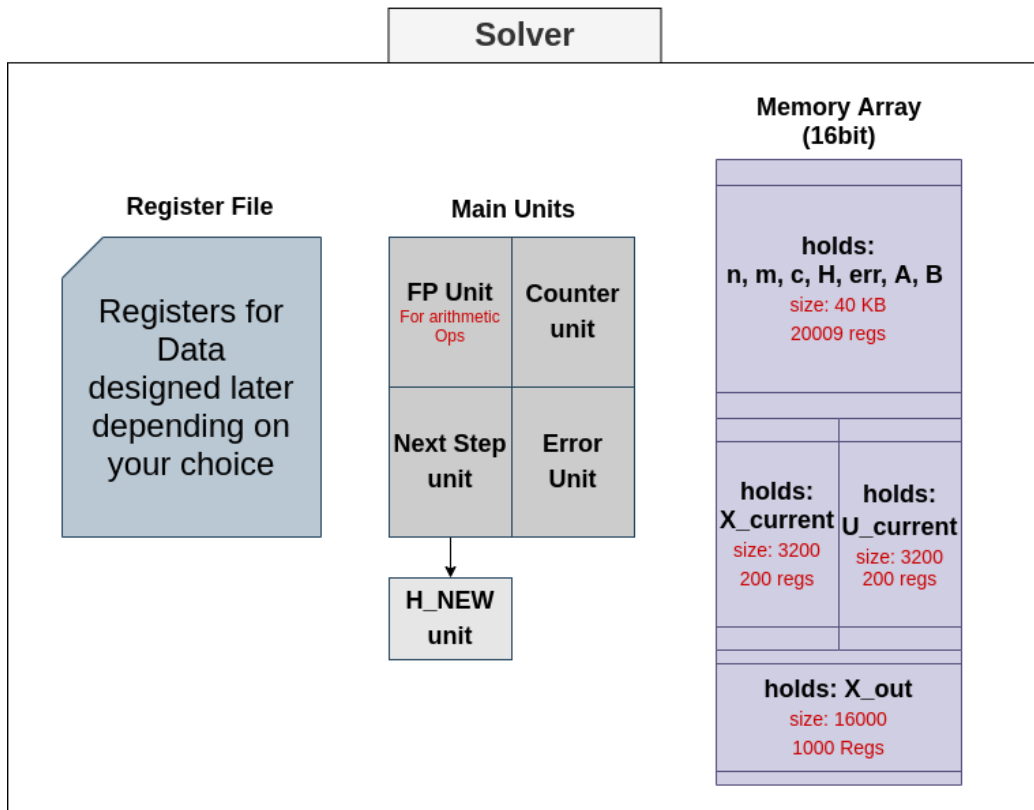 Solver
Register File
Registers for
Data
designed later
depending on
your choice
Main Units
FP Unit
For arithmetic
Ops
Counter
unit
Next Step
unit
Error
Unit
H_NEW
unit
Memory Array
(16bit)
holds:
n, m, c, H, err, A, B
size: 40 KB
20009 regs
holds:
X_current
size: 3200
200 regs
holds:
U_current
size: 3200
200 regs
holds: X_out
size: 16000
1000 Regs